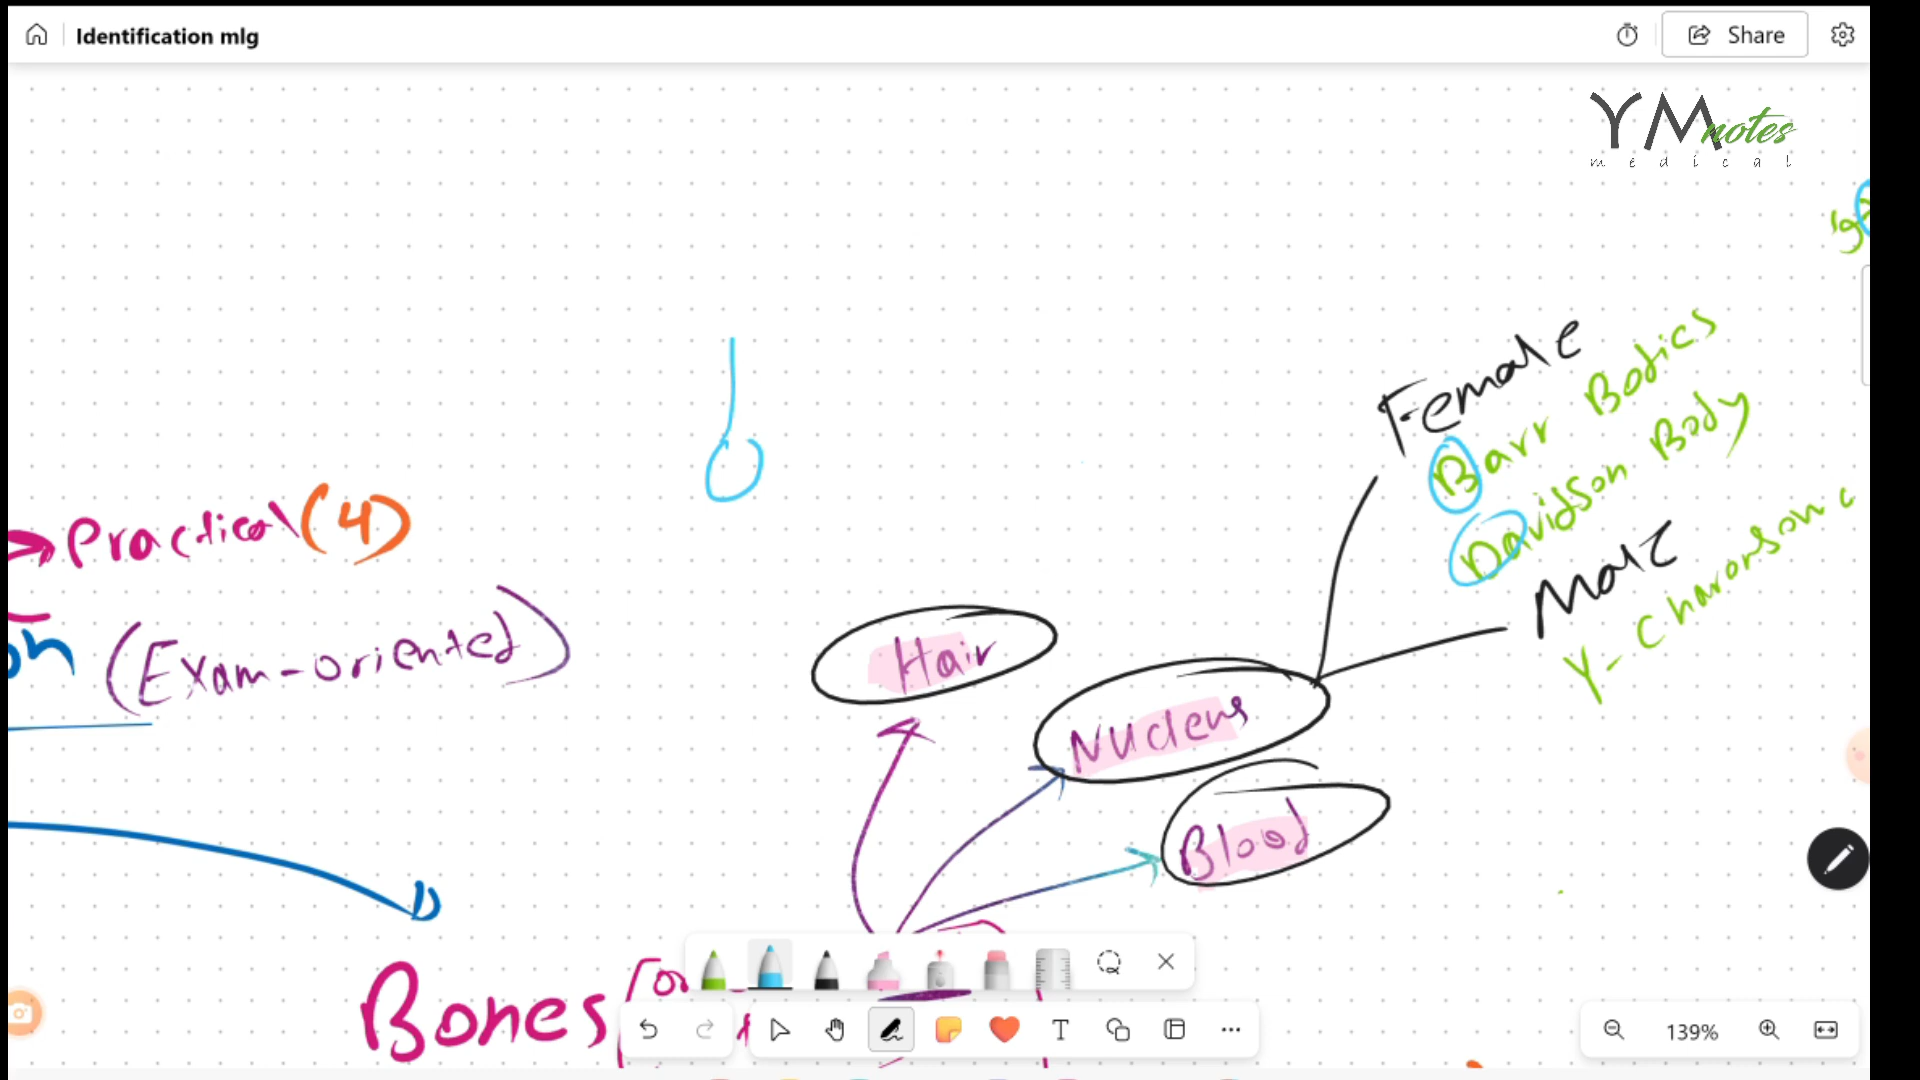 Identification mlg
Share
YM notes
medical
Female
Barr Bodies
Davidson Body
Male
Practical (4)
(Exam-oriented)
Hair
Nucleus
Blood
Bones
T
139%